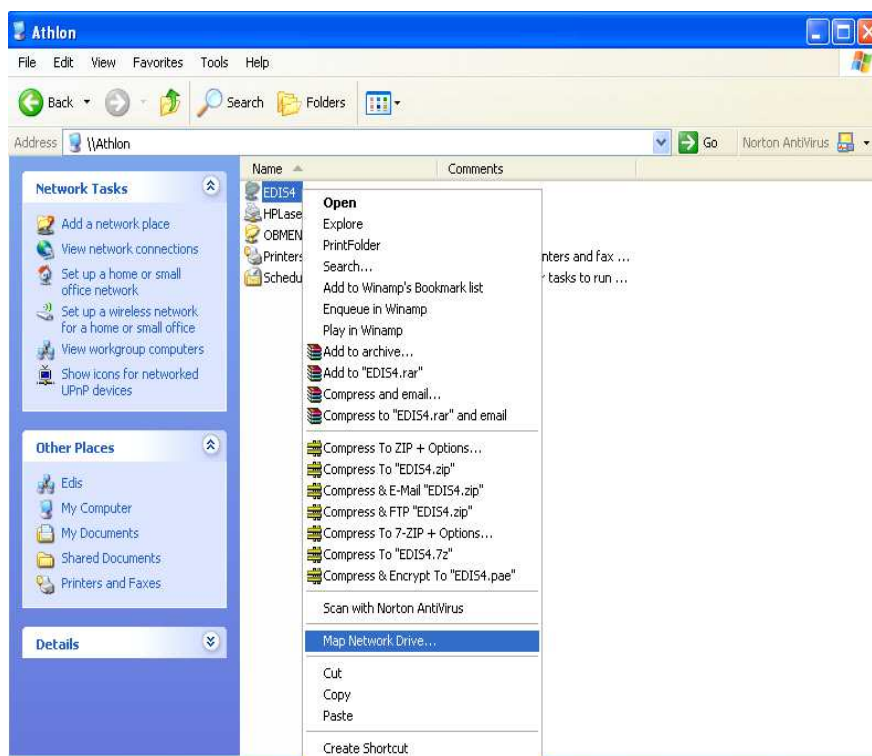 Athlon
File Edit View Favorites Tools Help
Back Search Folders
Address \\Athlon Go Norton AntiVirus
Name Comments
Network Tasks
Add a network place
View network connections
Set up a home or small
office network
Set up a wireless network
for a home or small office
View workgroup computers
Show icons for networked
UPnP devices
Other Places
Edis
My Computer
My Documents
Shared Documents
Printers and Faxes
Details
EDIS4
HPLase
OBMEN
Printers nters and fax ...
Schedu tasks to run ...
Open
Explore
PrintFolder
Search...
Add to Winamp's Bookmark list
Enqueue in Winamp
Play in Winamp
Add to archive...
Add to "EDIS4.rar"
Compress and email...
Compress to "EDIS4.rar" and email
Compress To ZIP + Options...
Compress To "EDIS4.zip"
Compress & E-Mail "EDIS4.zip"
Compress & FTP "EDIS4.zip"
Compress To 7-ZIP + Options...
Compress To "EDIS4.7z"
Compress & Encrypt To "EDIS4.pae"
Scan with Norton AntiVirus
Map Network Drive...
Cut
Copy
Paste
Create Shortcut